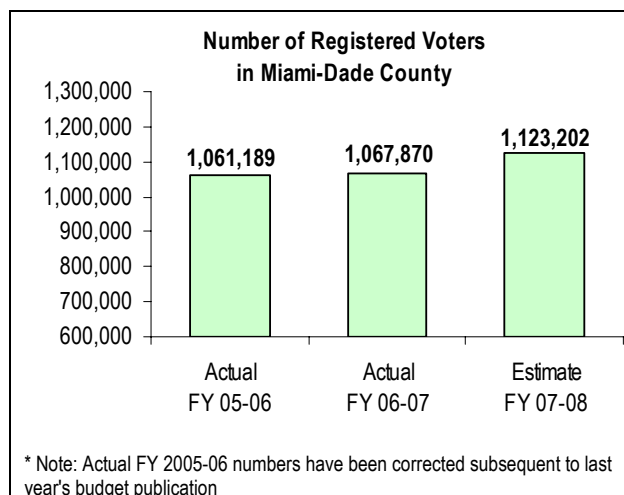 Number of Registered Voters
in Miami-Dade County
1,300,000
1,200,000
1,100,000
1,000,000
900,000
800,000
700,000
600,000
1,061,189
1,067,870
1,123,202
Actual
FY 05-06
Actual
FY 06-07
Estimate
FY 07-08
* Note: Actual FY 2005-06 numbers have been corrected subsequent to last
year's budget publication